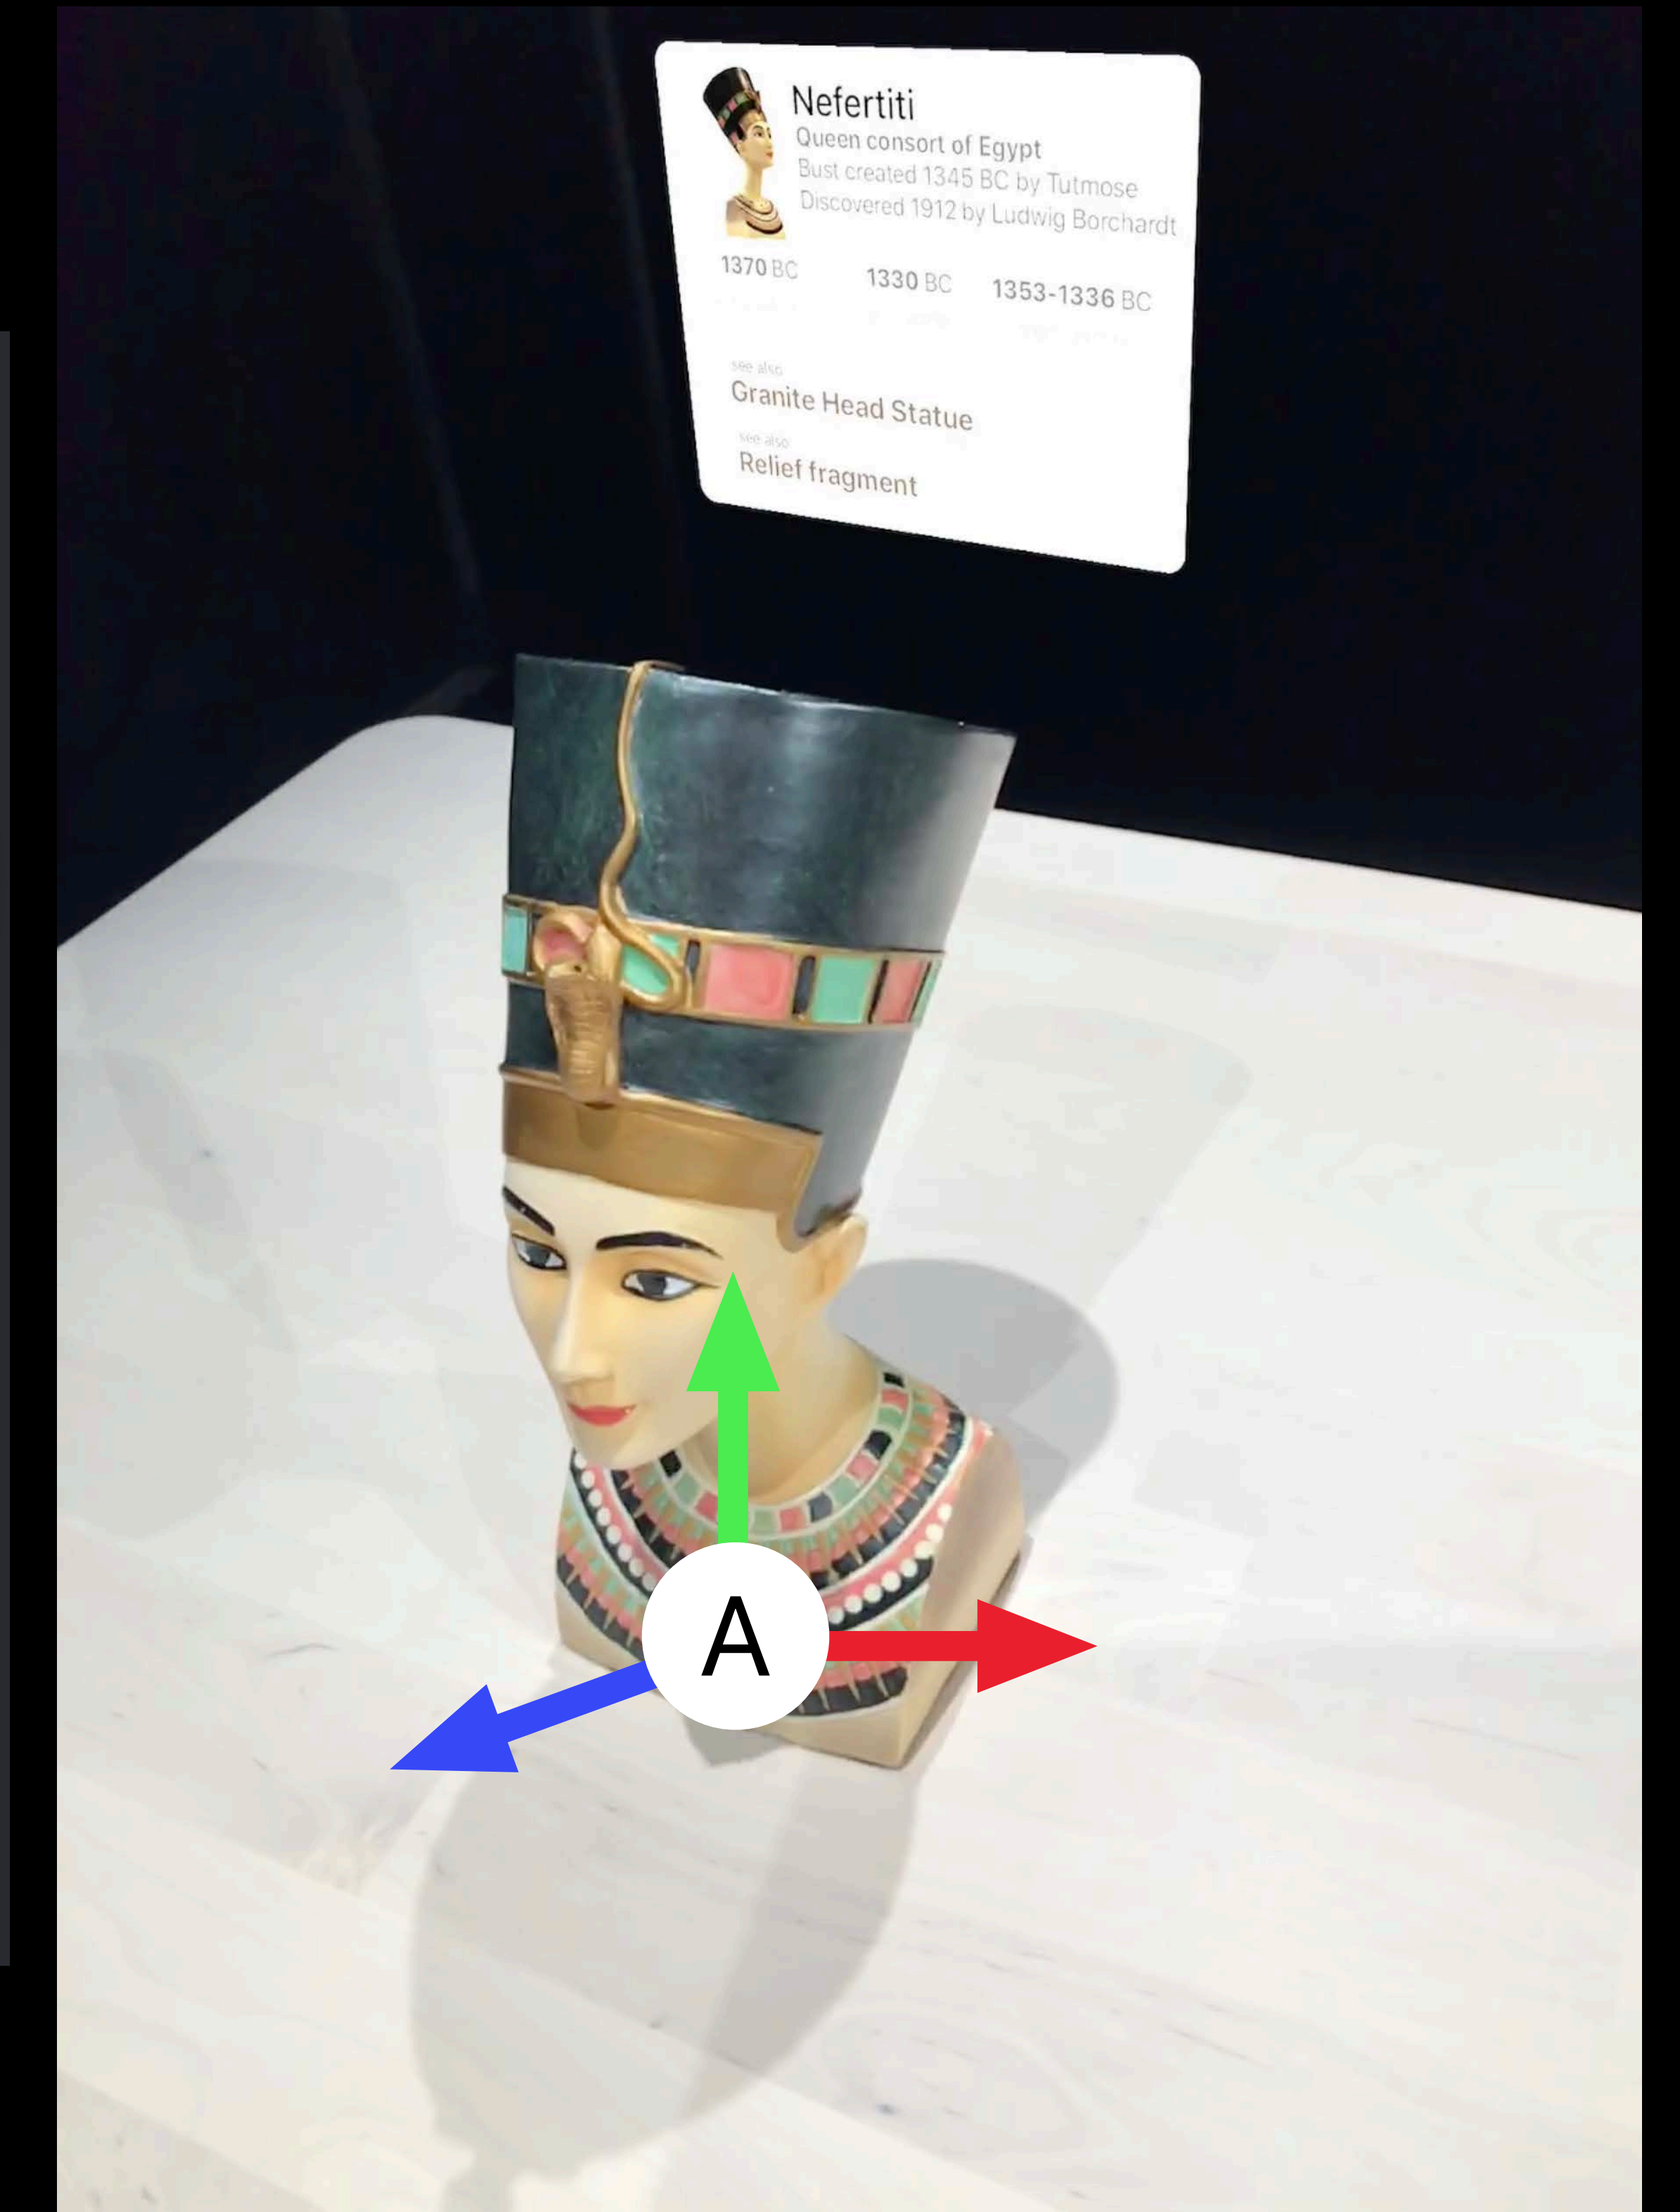 Nefertiti
Queen consort of Egypt
Bust created 1345 BC by Tutmose
Discovered 1912 by Ludwig Borchardt
1370 BC 1330 BC 1353-1336 BC
see also
Granite Head Statue
see also
Relief fragment
A